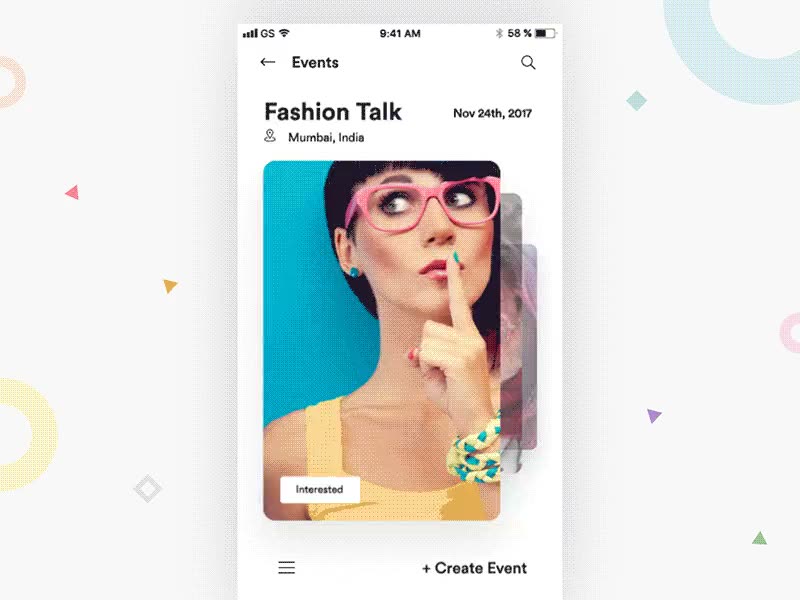 GS 9:41 AM 58 %
Events
Fashion Talk Nov 24th, 2017
Mumbai, India
Interested
+ Create Event